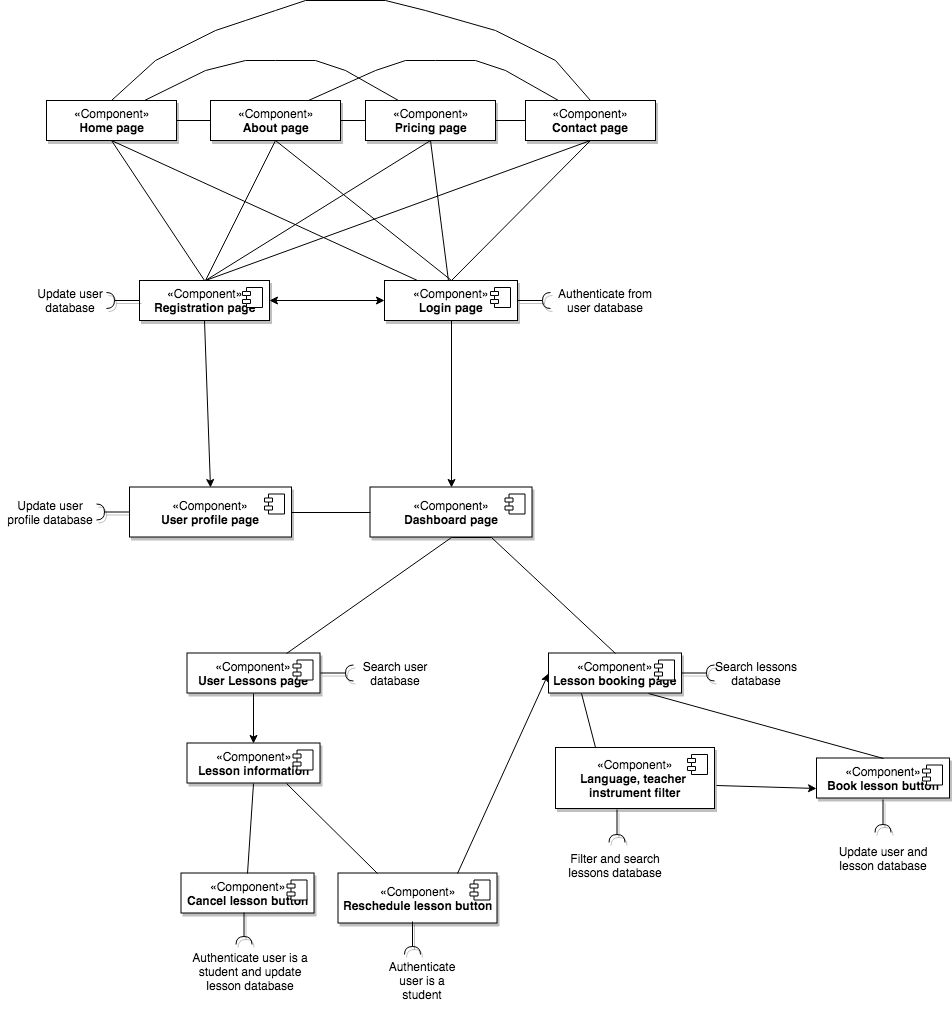 «Component»
Home page
«Component»
About page
«Component»
Pricing page
«Component»
Contact page
Update user
database
«Component»
Registration page
«Component»
Login page
Authenticate from
user database
Update user
profile database
«Component»
User profile page
«Component»
Dashboard page
«Component»
User Lessons page
Search user
database
«Component»
Lesson booking page
Search lessons
database
«Component»
Lesson information
«Component»
Language, teacher
instrument filter
«Component»
Book lesson button
Filter and search
lessons database
Update user and
lesson database
«Component»
Cancel lesson button
«Component»
Reschedule lesson button
Authenticate user is a
student and update
lesson database
Authenticate
user is a
student